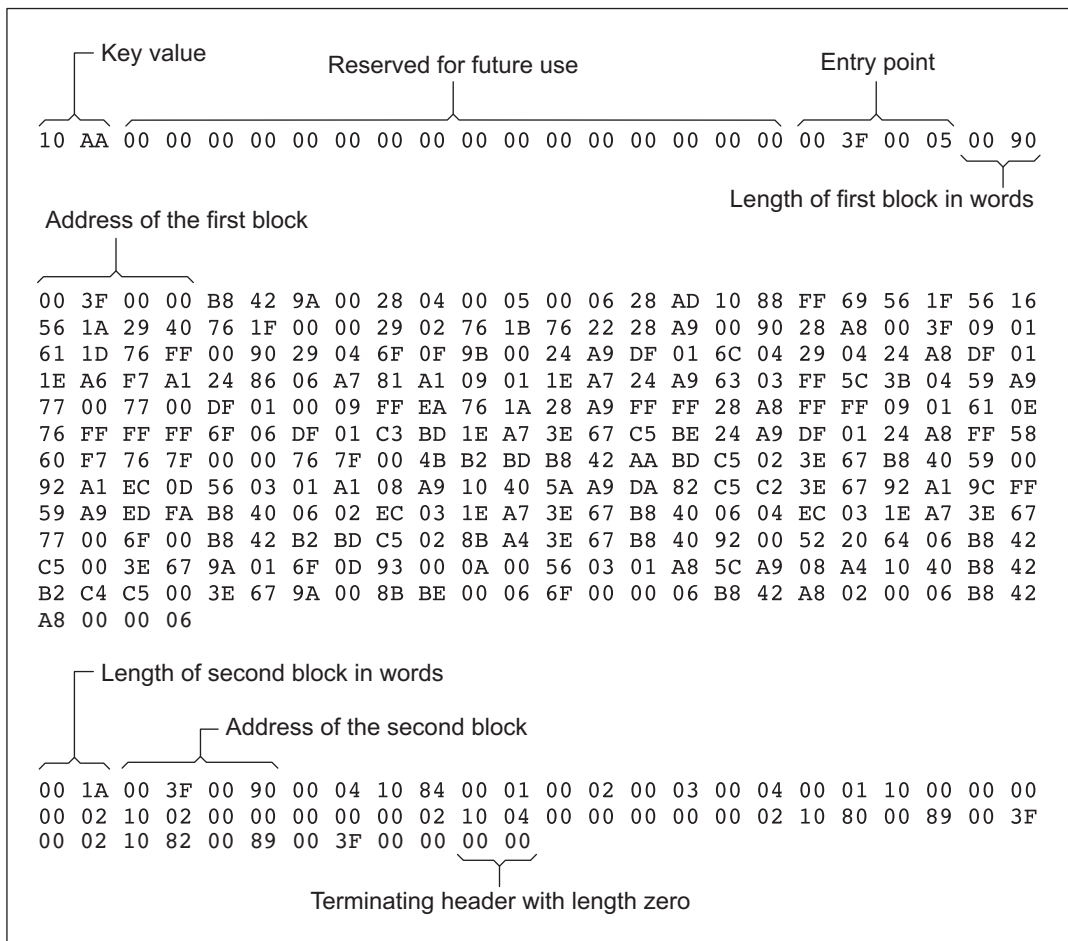 Key value
Reserved for future use
Entry point
10 AA 00 00 00 00 00 00 00 00 00 00 00 00 00 00 00 00 00 3F 00 05 00 90
Length of first block in words
Address of the first block
00 3F 00 00 B8 42 9A 00 28 04 00 05 00 06 28 AD 10 88 FF 69 56 1F 56 16
56 1A 29 40 76 1F 00 00 29 02 76 1B 76 22 28 A9 00 90 28 A8 00 3F 09 01
61 1D 76 FF 00 90 29 04 6F 0F 9B 00 24 A9 DF 01 6C 04 29 04 24 A8 DF 01
1E A6 F7 A1 24 86 06 A7 81 A1 09 01 1E A7 24 A9 63 03 FF 5C 3B 04 59 A9
77 00 77 00 DF 01 00 09 FF EA 76 1A 28 A9 FF FF 28 A8 FF FF 09 01 61 0E
76 FF FF FF 6F 06 DF 01 C3 BD 1E A7 3E 67 C5 BE 24 A9 DF 01 24 A8 FF 58
60 F7 76 7F 00 00 76 7F 00 4B B2 BD B8 42 AA BD C5 02 3E 67 B8 40 59 00
92 A1 EC 0D 56 03 01 A1 08 A9 10 40 5A A9 DA 82 C5 C2 3E 67 92 A1 9C FF
59 A9 ED FA B8 40 06 02 EC 03 1E A7 3E 67 B8 40 06 04 EC 03 1E A7 3E 67
77 00 6F 00 B8 42 B2 BD C5 02 8B A4 3E 67 B8 40 92 00 52 20 64 06 B8 42
C5 00 3E 67 9A 01 6F 0D 93 00 0A 00 56 03 01 A8 5C A9 08 A4 10 40 B8 42
B2 C4 C5 00 3E 67 9A 00 8B BE 00 06 6F 00 00 06 B8 42 A8 02 00 06 B8 42
A8 00 00 06
Length of second block in words
Address of the second block
00 1A 00 3F 00 90 00 04 10 84 00 01 00 02 00 03 00 04 00 01 10 00 00 00
00 02 10 02 00 00 00 00 00 02 10 04 00 00 00 00 00 02 10 80 00 89 00 3F
00 02 10 82 00 89 00 3F 00 00 00 00
Terminating header with length zero